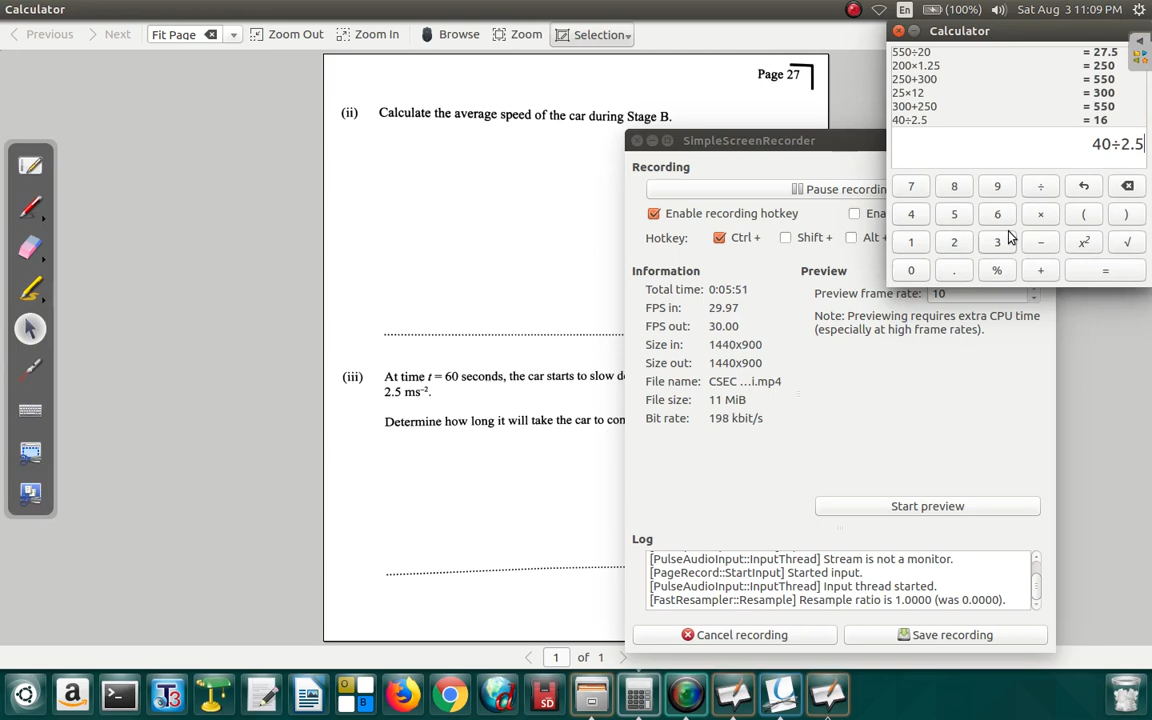 Calculator
En
(100%)
Sat Aug 3 11:09 PM
Previous
Next
Fit Page
Zoom Out
Zoom In
Browse
Zoom
Selection
Page 27
(ii) Calculate the average speed of the car during Stage B.
(iii) At time t = 60 seconds, the car starts to slow
2.5 ms⁻².
Determine how long it will take the car to
SimpleScreenRecorder
Recording
Pause
Enable recording hotkey
Hotkey:
Ctrl +
Shift +
Alt +
Information
Total time: 0:05:51
FPS in: 29.97
FPS out: 30.00
Size in: 1440x900
Size out: 1440x900
File name: CSEC ...i.mp4
File size: 11 MiB
Bit rate: 198 kbit/s
Preview
Preview frame rate: 10
Note: Previewing requires extra CPU time
(especially at high frame rates).
Start preview
Log
[PulseAudioInput::InputThread] Stream is not a monitor.
[PageRecord::StartInput] Started input.
[PulseAudioInput::InputThread] Input thread started.
[FastResampler::Resample] Resample ratio is 1.0000 (was 0.0000).
Cancel recording
Save recording
Calculator
550÷20 = 27.5
200×1.25 = 250
250+300 = 550
25×12 = 300
300+250 = 550
40÷2.5 = 16
40÷2.5
7 8 9 ÷
4 5 6 × ( )
1 2 3 − x² √
0 . % + =
1 of 1